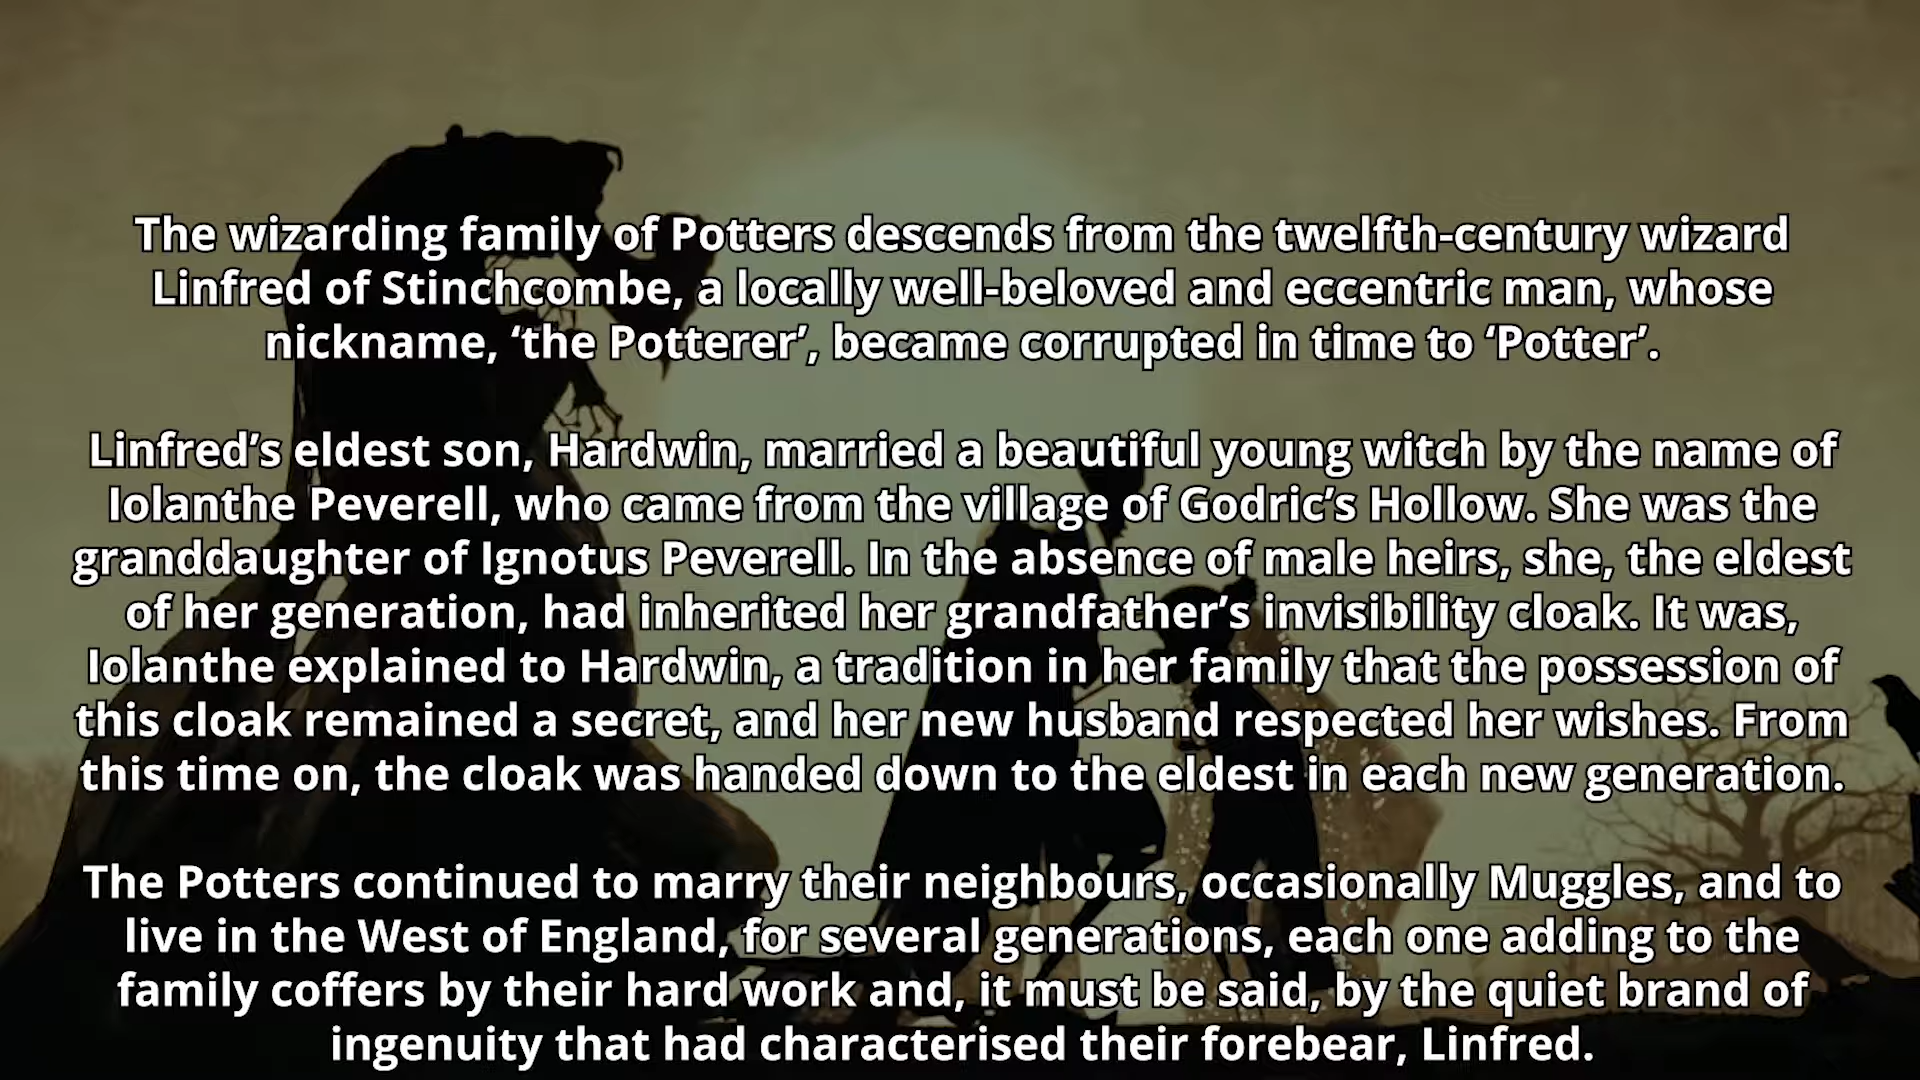 The wizarding family of Potters descends from the twelfth-century wizard
Linfred of Stinchcombe, a locally well-beloved and eccentric man, whose
nickname, ‘the Potterer’, became corrupted in time to ‘Potter’.
Linfred’s eldest son, Hardwin, married a beautiful young witch by the name of
Iolanthe Peverell, who came from the village of Godric’s Hollow. She was the
granddaughter of Ignotus Peverell. In the absence of male heirs, she, the eldest
of her generation, had inherited her grandfather’s invisibility cloak. It was,
Iolanthe explained to Hardwin, a tradition in her family that the possession of
this cloak remained a secret, and her new husband respected her wishes. From
this time on, the cloak was handed down to the eldest in each new generation.
The Potters continued to marry their neighbours, occasionally Muggles, and to
live in the West of England, for several generations, each one adding to the
family coffers by their hard work and, it must be said, by the quiet brand of
ingenuity that had characterised their forebear, Linfred.